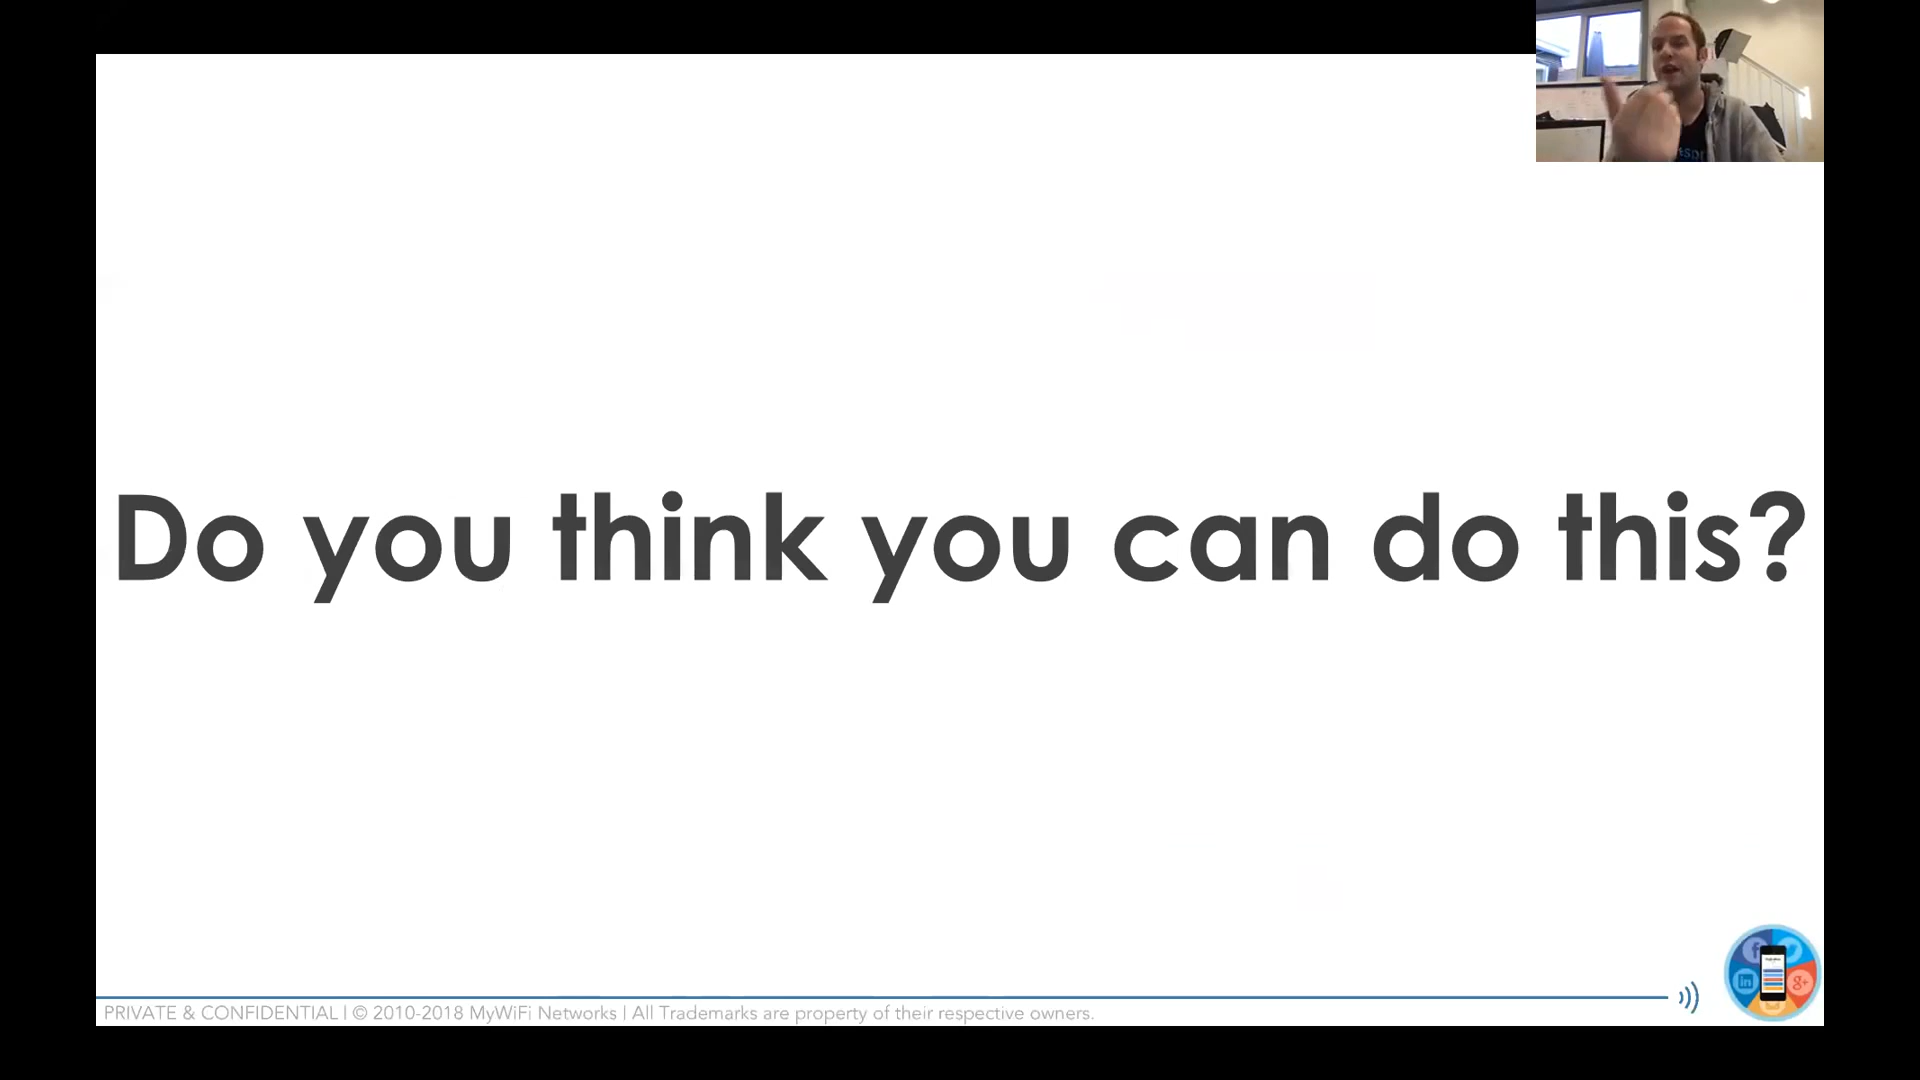 Do you think you can do this?
PRIVATE & CONFIDENTIAL | © 2010-2018 MyWiFi Networks | All Trademarks are property of their respective owners.